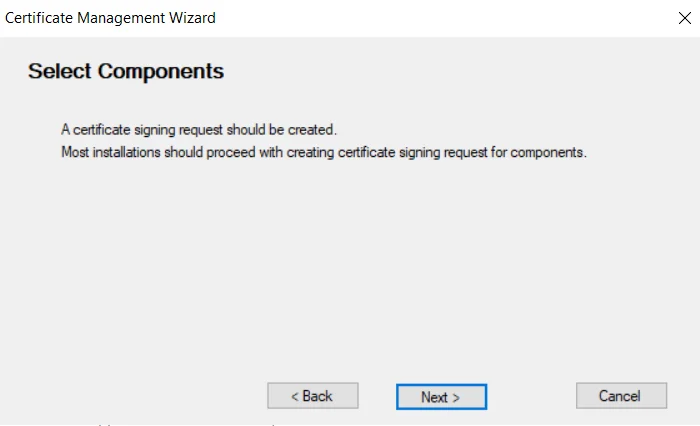 Certificate Management Wizard
Select Components
A certificate signing request should be created.
Most installations should proceed with creating certificate signing request for components.
< Back
Next >
Cancel